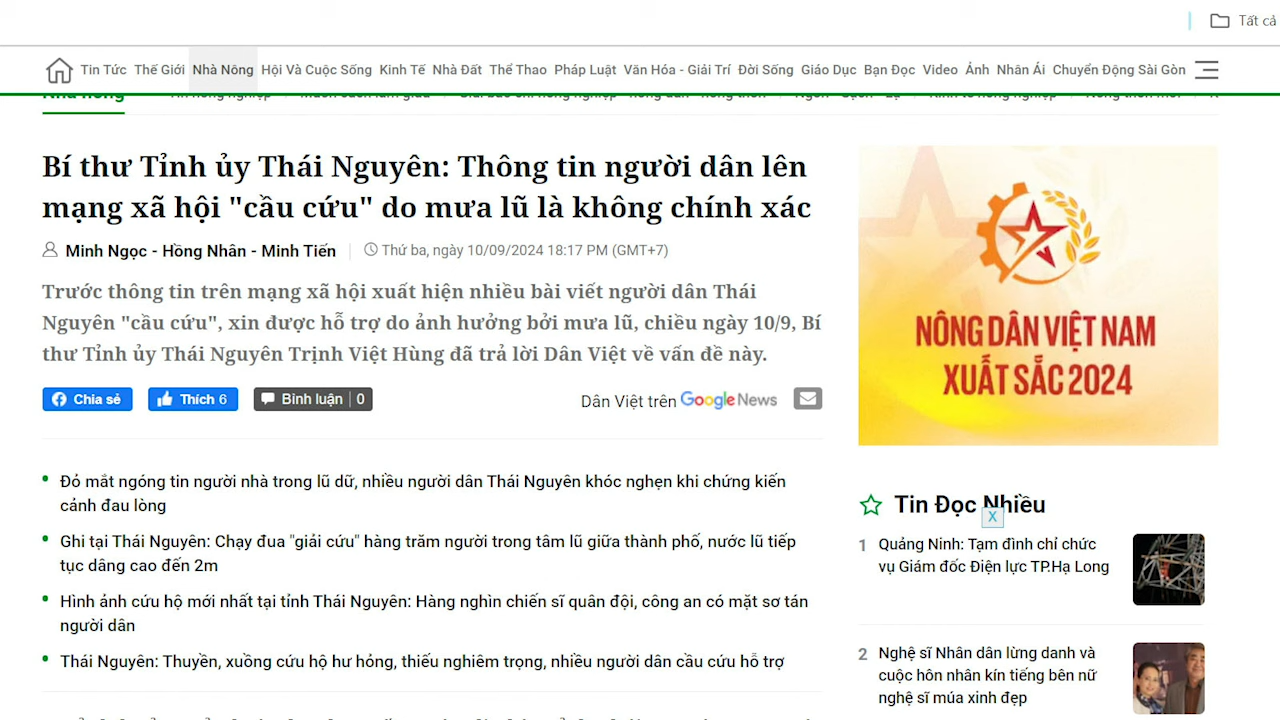 Tất cả
Tin Tức Thế Giới Nhà Nông Hội Và Cuộc Sống Kinh Tế Nhà Đất Thể Thao Pháp Luật Văn Hóa - Giải Trí Đời Sống Giáo Dục Bạn Đọc Video Ảnh Nhân Ái Chuyển Động Sài Gòn
Nhà nông
Bí thư Tỉnh ủy Thái Nguyên: Thông tin người dân lên
mạng xã hội "cầu cứu" do mưa lũ là không chính xác
Minh Ngọc - Hồng Nhân - Minh Tiến
Thứ ba, ngày 10/09/2024 18:17 PM (GMT+7)
Trước thông tin trên mạng xã hội xuất hiện nhiều bài viết người dân Thái
Nguyên "cầu cứu", xin được hỗ trợ do ảnh hưởng bởi mưa lũ, chiều ngày 10/9, Bí
thư Tỉnh ủy Thái Nguyên Trịnh Việt Hùng đã trả lời Dân Việt về vấn đề này.
Chia sẻ
Thích 6
Bình luận 0
Dân Việt trên Google News
Đỏ mắt ngóng tin người nhà trong lũ dữ, nhiều người dân Thái Nguyên khóc nghẹn khi chứng kiến
cảnh đau lòng
Ghi tại Thái Nguyên: Chạy đua "giải cứu" hàng trăm người trong tâm lũ giữa thành phố, nước lũ tiếp
tục dâng cao đến 2m
Hình ảnh cứu hộ mới nhất tại tỉnh Thái Nguyên: Hàng nghìn chiến sĩ quân đội, công an có mặt sơ tán
người dân
Thái Nguyên: Thuyền, xuồng cứu hộ hư hỏng, thiếu nghiêm trọng, nhiều người dân cầu cứu hỗ trợ
NÔNG DÂN VIỆT NAM
XUẤT SẮC 2024
Tin Đọc Nhiều
X
1 Quảng Ninh: Tạm đình chỉ chức
vụ Giám đốc Điện lực TP.Hạ Long
2 Nghệ sĩ Nhân dân lừng danh và
cuộc hôn nhân kín tiếng bên nữ
nghệ sĩ múa xinh đẹp